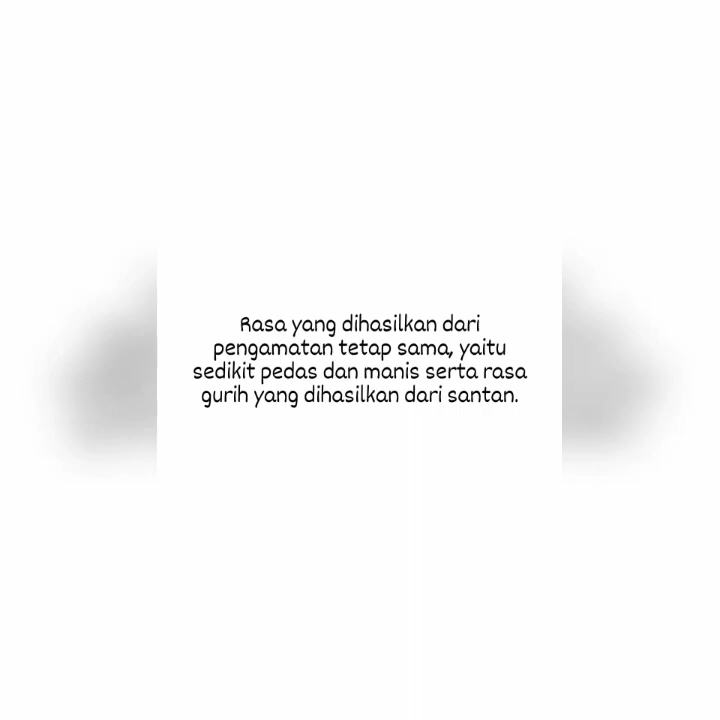 Rasa yang dihasilkan dari
pengamatan tetap sama, yaitu
sedikit pedas dan manis serta rasa
gurih yang dihasilkan dari santan.